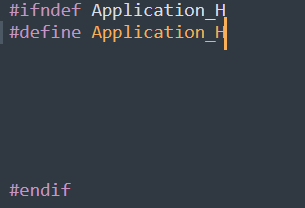 #ifndef Application_H
#define Application_H
#endif